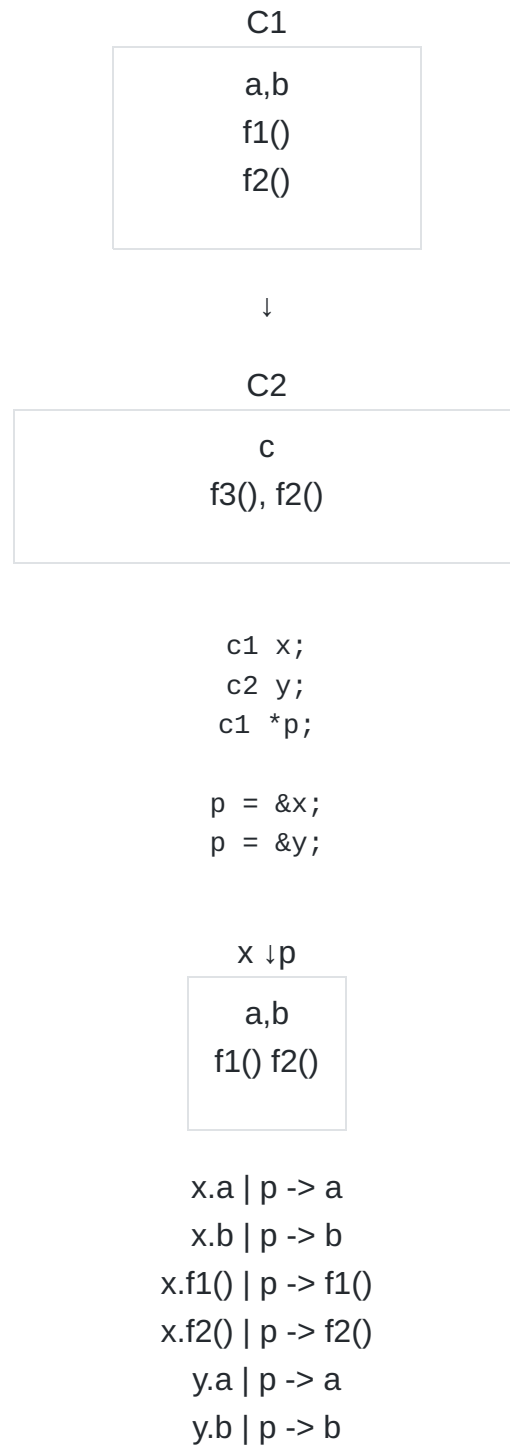 C1
a,b
f1()
f2()
↓
C2
c
f3(), f2()
c1 x;
c2 y;
c1 *p;
p = &x;
p = &y;
x ↓p
a,b
f1() f2()
x.a | p -> a
x.b | p -> b
x.f1() | p -> f1()
x.f2() | p -> f2()
y.a | p -> a
y.b | p -> b